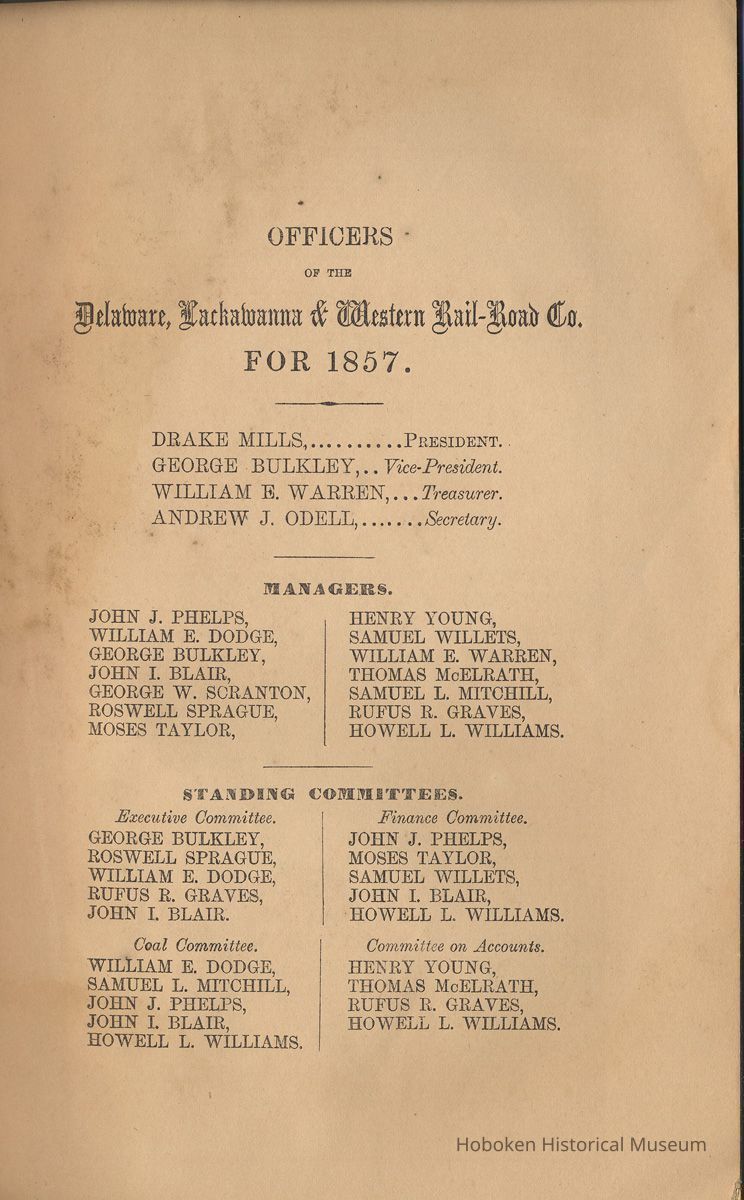 OFFICERS
OF THE
Delaware, Lackawanna & Western Rail-Road Co.
FOR 1857.
DRAKE MILLS,..........PRESIDENT.
GEORGE BULKLEY,..Vice-President.
WILLIAM E. WARREN,...Treasurer.
ANDREW J. ODELL,.......Secretary.
MANAGERS.
JOHN J. PHELPS,
WILLIAM E. DODGE,
GEORGE BULKLEY,
JOHN I. BLAIR,
GEORGE W. SCRANTON,
ROSWELL SPRAGUE,
MOSES TAYLOR,
HENRY YOUNG,
SAMUEL WILLETS,
WILLIAM E. WARREN,
THOMAS McELRATH,
SAMUEL L. MITCHILL,
RUFUS R. GRAVES,
HOWELL L. WILLIAMS.
STANDING COMMITTEES.
Executive Committee.
GEORGE BULKLEY,
ROSWELL SPRAGUE,
WILLIAM E. DODGE,
RUFUS R. GRAVES,
JOHN I. BLAIR.
Finance Committee.
JOHN J. PHELPS,
MOSES TAYLOR,
SAMUEL WILLETS,
JOHN I. BLAIR,
HOWELL L. WILLIAMS.
Coal Committee.
WILLIAM E. DODGE,
SAMUEL L. MITCHILL,
JOHN J. PHELPS,
JOHN I. BLAIR,
HOWELL L. WILLIAMS.
Committee on Accounts.
HENRY YOUNG,
THOMAS McELRATH,
RUFUS R. GRAVES,
HOWELL L. WILLIAMS.
Hoboken Historical Museum